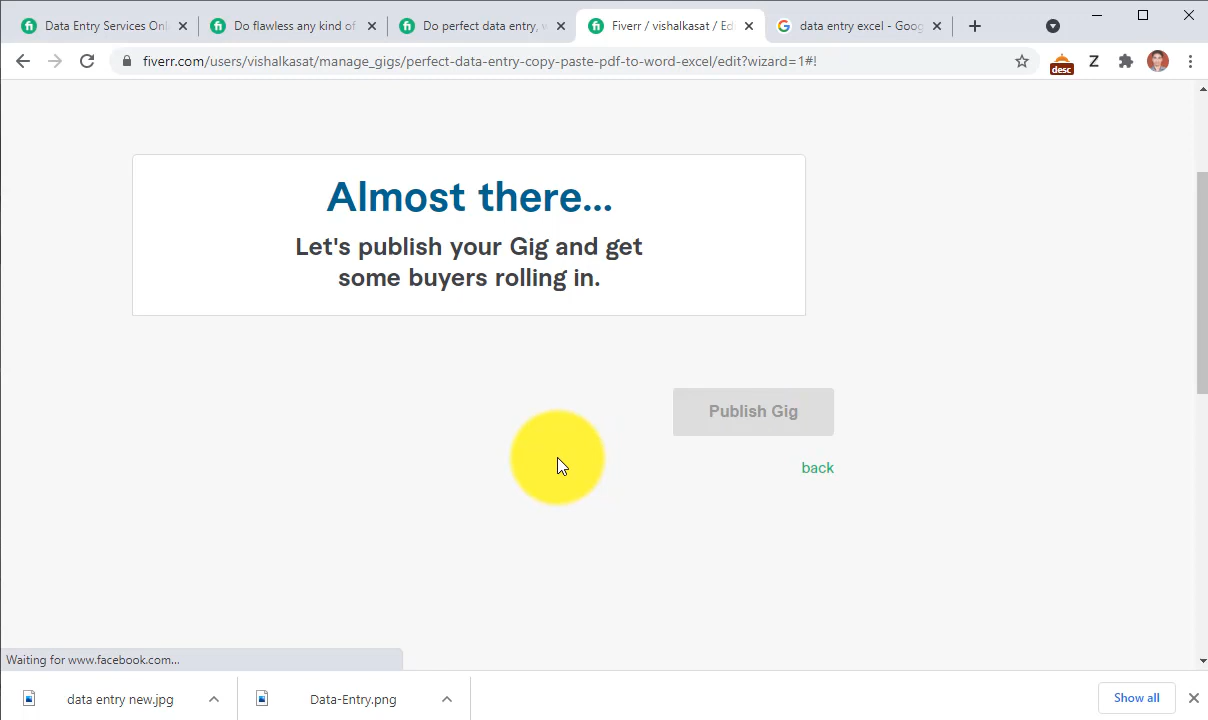 Data Entry Services Onl
Do flawless any kind of
Do perfect data entry, w
Fiverr / vishalkasat / Edi
data entry excel - Goog
fiverr.com/users/vishalkasat/manage_gigs/perfect-data-entry-copy-paste-pdf-to-word-excel/edit?wizard=1#!
desc
Z
Almost there...
Let's publish your Gig and get
some buyers rolling in.
Publish Gig
back
Waiting for www.facebook.com...
data entry new.jpg
Data-Entry.png
Show all